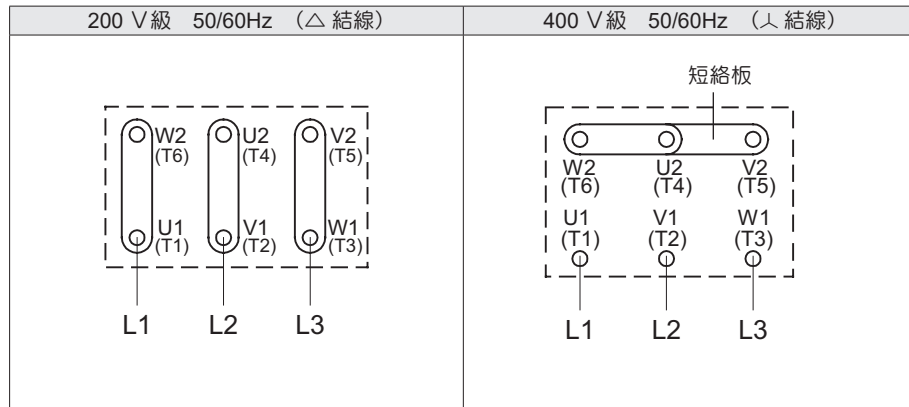 200 V級 50/60Hz （△ 結線）
400 V級 50/60Hz （人 結線）
W2 U2 V2
(T6) (T4) (T5)
U1 V1 W1
(T1) (T2) (T3)
L1 L2 L3
短絡板
W2 U2 V2
(T6) (T4) (T5)
U1 V1 W1
(T1) (T2) (T3)
L1 L2 L3